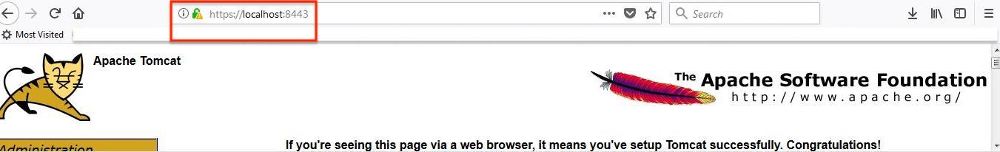 https://localhost:8443
Search
Most Visited
Apache Tomcat
The Apache Software Foundation
http://www.apache.org/
If you're seeing this page via a web browser, it means you've setup Tomcat successfully. Congratulations!
Administration